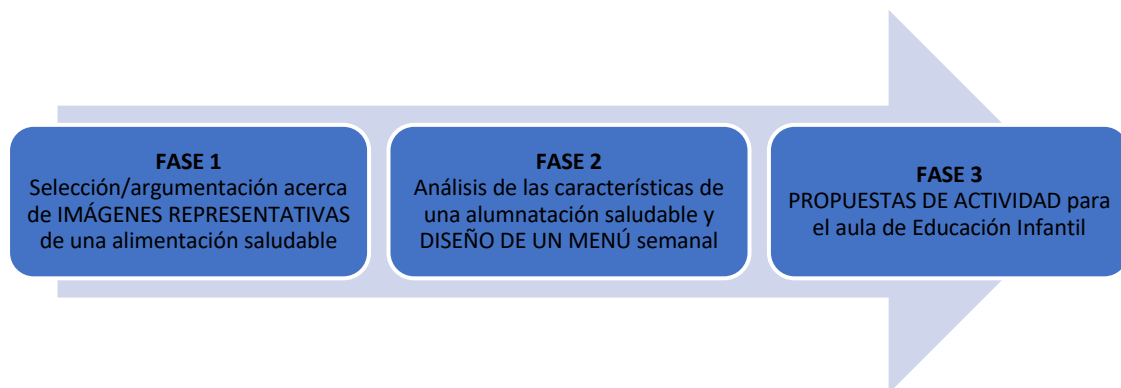 FASE 1
Selección/argumentación acerca
de IMÁGENES REPRESENTATIVAS
de una alimentación saludable
FASE 2
Análisis de las características de
una alumnatación saludable y
DISEÑO DE UN MENÚ semanal
FASE 3
PROPUESTAS DE ACTIVIDAD para
el aula de Educación Infantil